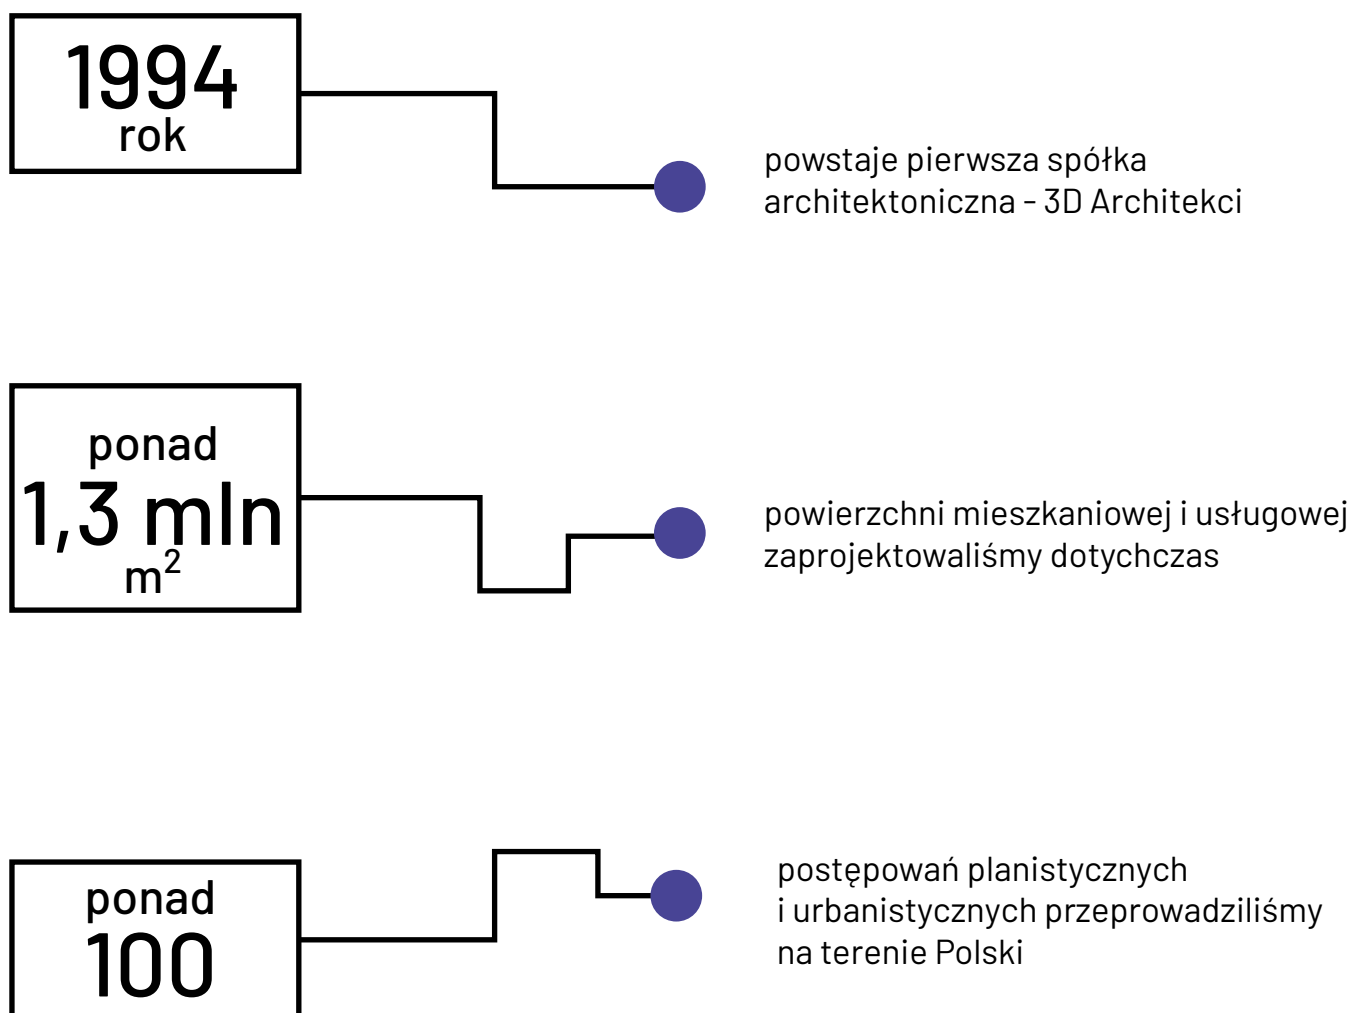 1994
rok
powstaje pierwsza spółka
architektoniczna - 3D Architekci
ponad
1,3 mln
m²
powierzchni mieszkaniowej i usługowej
zaprojektowaliśmy dotychczas
ponad
100
postępowań planistycznych
i urbanistycznych przeprowadziliśmy
na terenie Polski